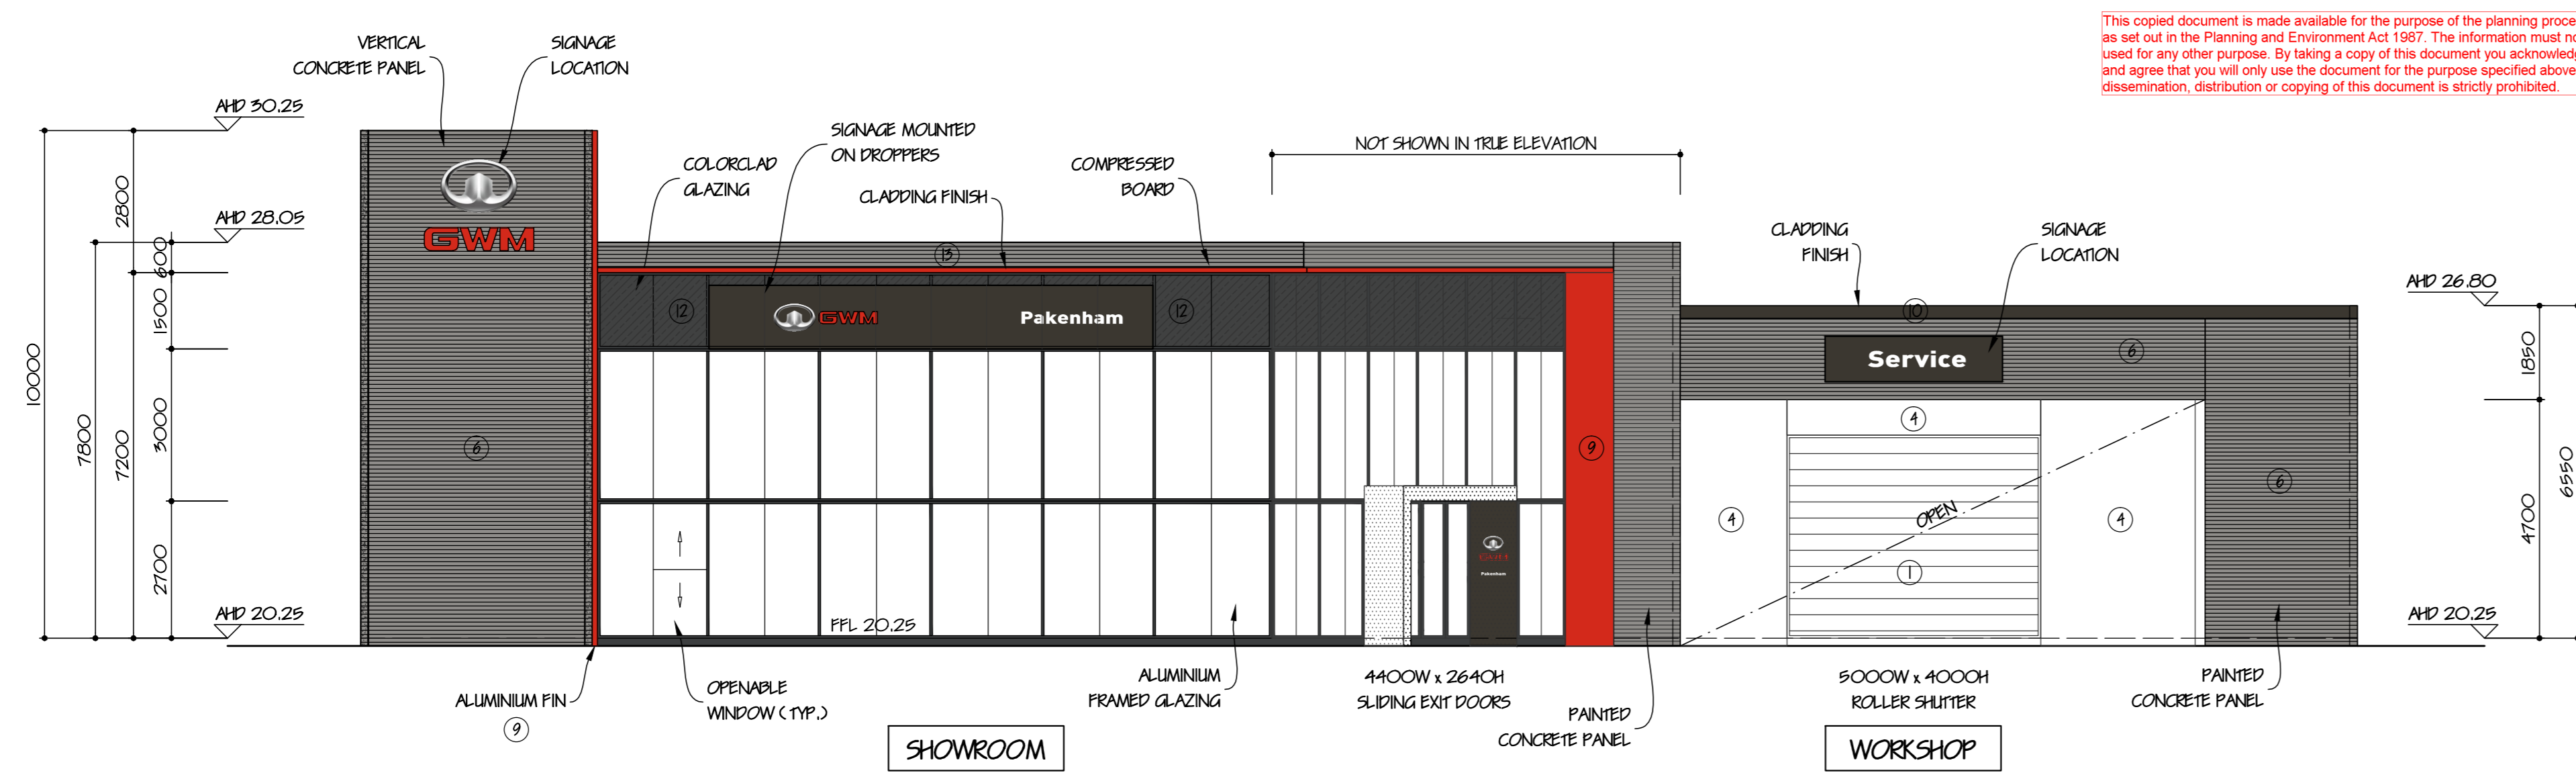 This copied document is made available for the purpose of the planning proce
as set out in the Planning and Environment Act 1987. The information must no
used for any other purpose. By taking a copy of this document you acknowledg
and agree that you will only use the document for the purpose specified above
dissemination, distribution or copying of this document is strictly prohibited.
VERTICAL
CONCRETE PANEL
SIGNAGE
LOCATION
AHD 30.25
SIGNAGE MOUNTED
ON DROPPERS
COLORCLAD
GLAZING
CLADDING FINISH
COMPRESSED
BOARD
NOT SHOWN IN TRUE ELEVATION
CLADDING
FINISH
SIGNAGE
LOCATION
AHD 28.05
AHD 26.80
10000
2800
7800
7200
600
1500
3000
2700
GWM
13
12
12
GWM
Pakenham
10
Service
6
1850
4700
6550
6
9
4
4
4
6
OPEN
1
GWM
Pakenham
AHD 20.25
FFL 20.25
AHD 20.25
ALUMINIUM FIN
9
OPENABLE
WINDOW (TYP.)
ALUMINIUM
FRAMED GLAZING
4400W x 2640H
SLIDING EXIT DOORS
PAINTED
CONCRETE PANEL
5000W x 4000H
ROLLER SHUTTER
PAINTED
CONCRETE PANEL
SHOWROOM
WORKSHOP